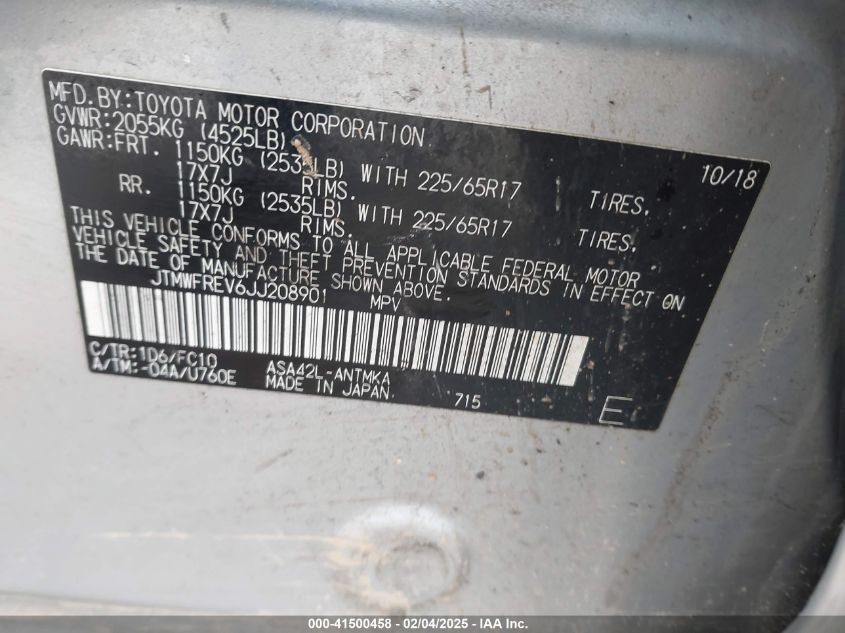 MFD.BY:TOYOTA MOTOR CORPORATION 10/18
GVWR:2055KG (4525LB)
GAWR:FRT. 1150KG (2535LB) WITH 225/65R17 TIRES.
17X7J RIMS.
RR. 1150KG (2535LB) WITH 225/65R17 TIRES.
17X7J RIMS.
THIS VEHICLE CONFORMS TO ALL APPLICABLE FEDERAL MOTOR
VEHICLE SAFETY AND THEFT PREVENTION STANDARDS IN EFFECT ON
THE DATE OF MANUFACTURE SHOWN ABOVE.
JTMWFREV6JJ208901 MPV
C/TR:1D6/FC10 ASA42L-ANTMKA
A/TM:-04A/U760E MADE IN JAPAN 715 E
000-41500458 - 02/04/2025 - IAA Inc.